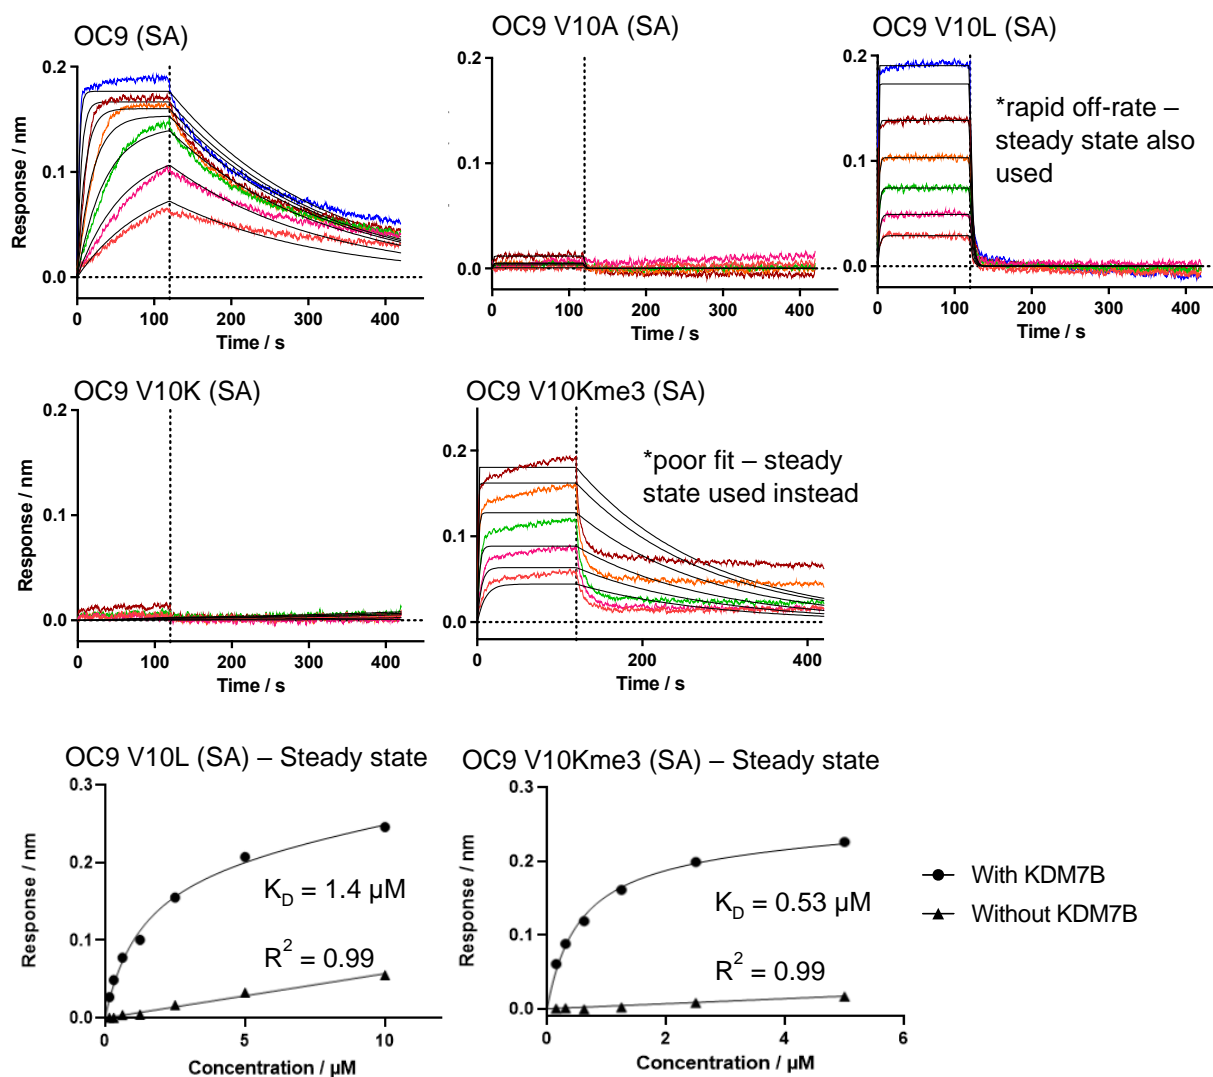 OC9 (SA)
0.2
0.1
0.0
Response / nm
0 100 200 300 400
Time / s
OC9 V10A (SA)
0.2
0.1
0.0
0 100 200 300 400
Time / s
OC9 V10L (SA)
0.2
0.1
0.0
*rapid off-rate –
steady state also
used
0 100 200 300 400
Time / s
OC9 V10K (SA)
0.2
0.1
0.0
Response / nm
0 100 200 300 400
Time / s
OC9 V10Kme3 (SA)
0.2
0.1
0.0
*poor fit – steady
state used instead
0 200 400
Time / s
OC9 V10L (SA) – Steady state
0.3
0.2
0.1
0.0
Response / nm
K_D = 1.4 µM
R² = 0.99
0 5 10
Concentration / µM
OC9 V10Kme3 (SA) – Steady state
0.3
0.2
0.1
0.0
Response / nm
K_D = 0.53 µM
R² = 0.99
0 2 4 6
Concentration / µM
With KDM7B
Without KDM7B